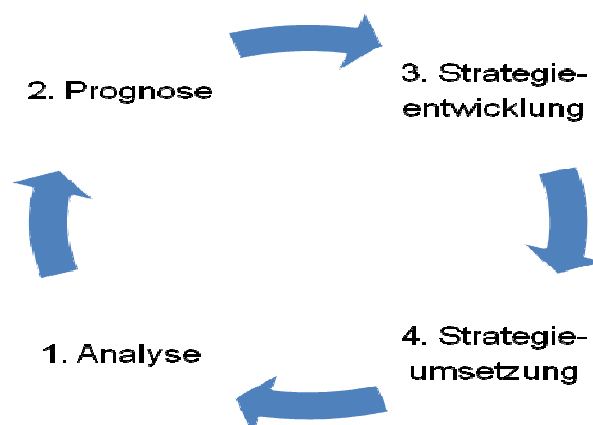 2. Prognose
3. Strategie-
entwicklung
1. Analyse
4. Strategie-
umsetzung